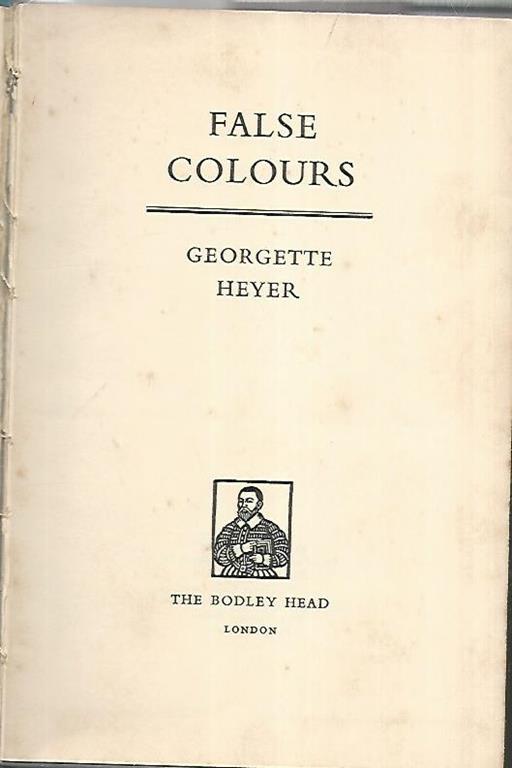 FALSE
COLOURS
GEORGETTE
HEYER
THE BODLEY HEAD
LONDON